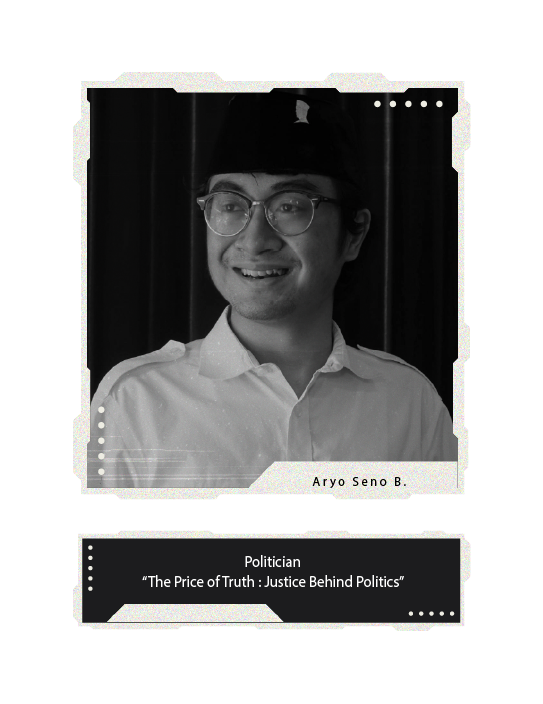 Aryo Seno B.
Politician
“The Price of Truth : Justice Behind Politics”